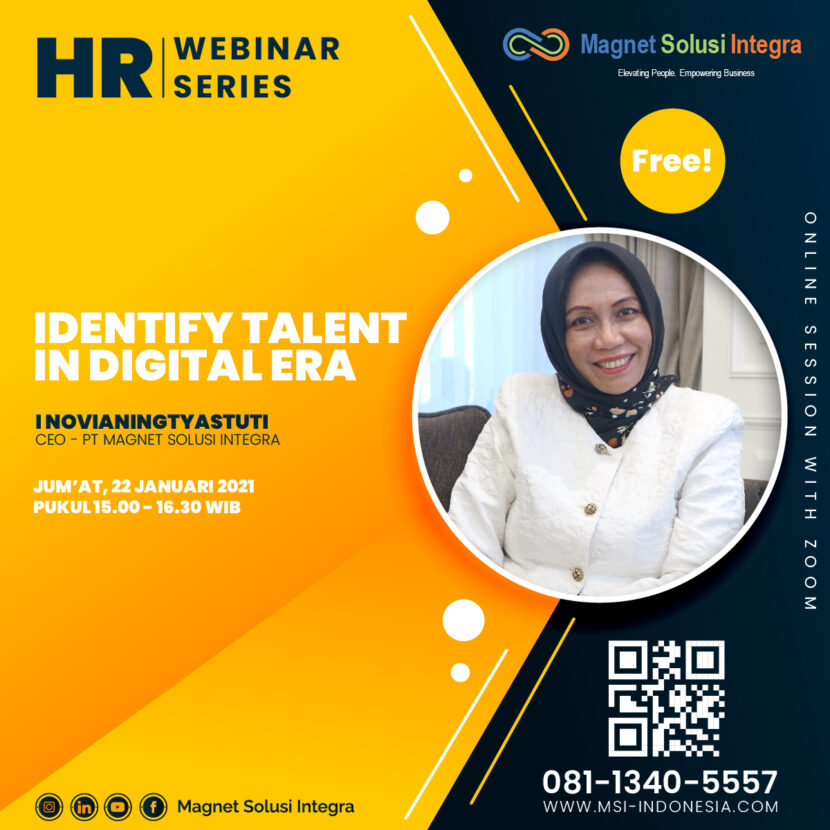 HR WEBINAR
SERIES
Magnet Solusi Integra
Elevating People. Empowering Business
Free!
ONLINE SESSION WITH ZOOM
IDENTIFY TALENT
IN DIGITAL ERA
I NOVIANINGTYASTUTI
CEO - PT MAGNET SOLUSI INTEGRA
JUM'AT, 22 JANUARI 2021
PUKUL 15.00 - 16.30 WIB
081-1340-5557
WWW.MSI-INDONESIA.COM
Magnet Solusi Integra